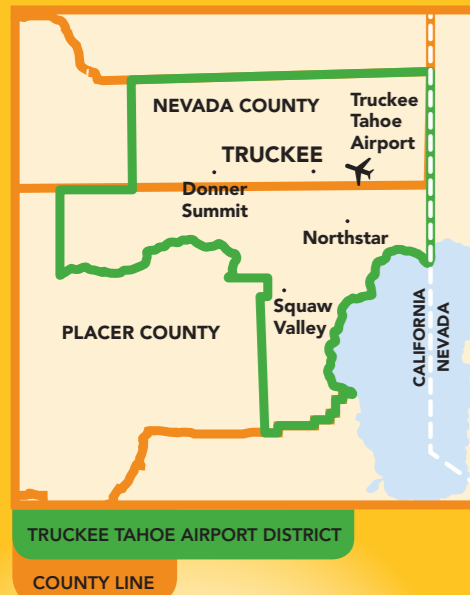 NEVADA COUNTY
Truckee
Tahoe
Airport
TRUCKEE
Donner
Summit
Northstar
Squaw
Valley
PLACER COUNTY
CALIFORNIA
NEVADA
TRUCKEE TAHOE AIRPORT DISTRICT
COUNTY LINE